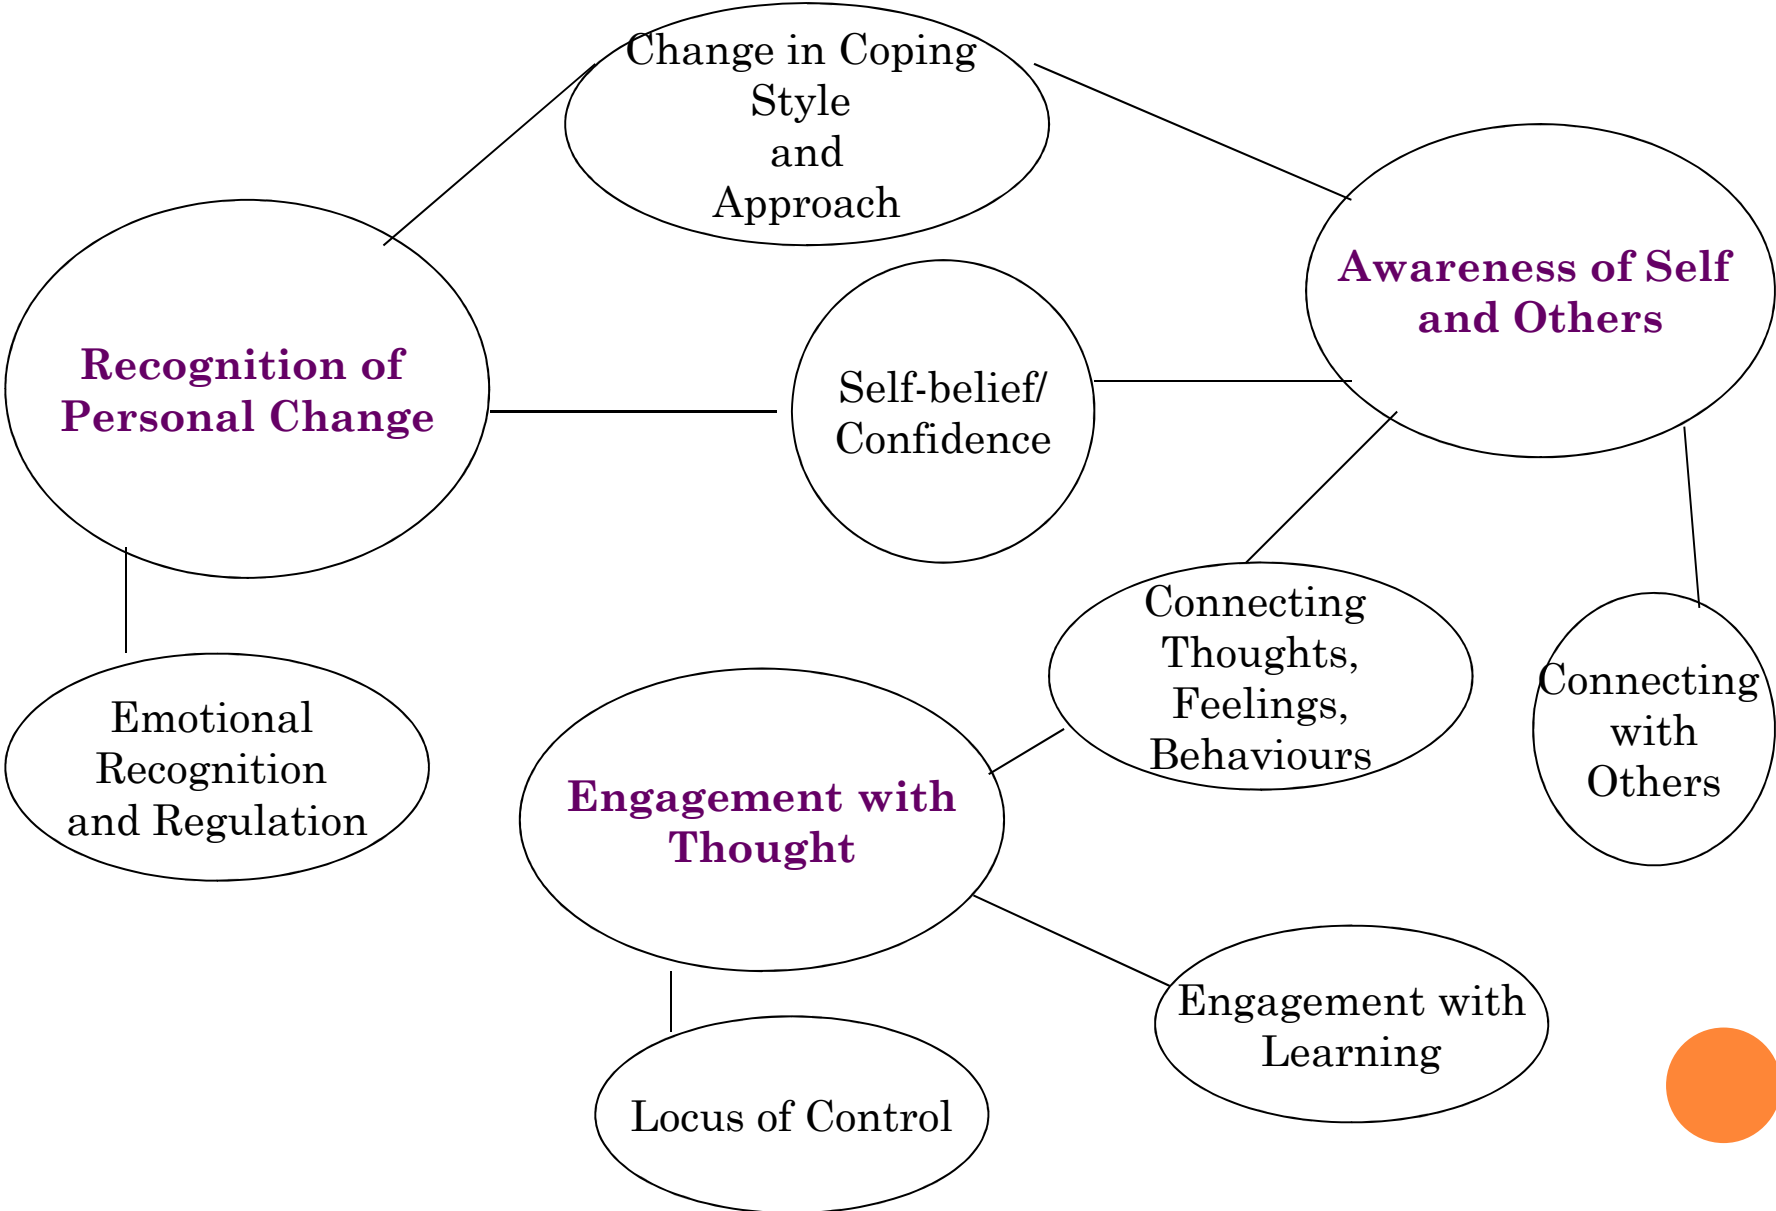 Change in Coping
Style
and
Approach
Awareness of Self
and Others
Recognition of
Personal Change
Self-belief/
Confidence
Connecting
Thoughts,
Feelings,
Behaviours
Connecting
with
Others
Emotional
Recognition
and Regulation
Engagement with
Thought
Engagement with
Learning
Locus of Control